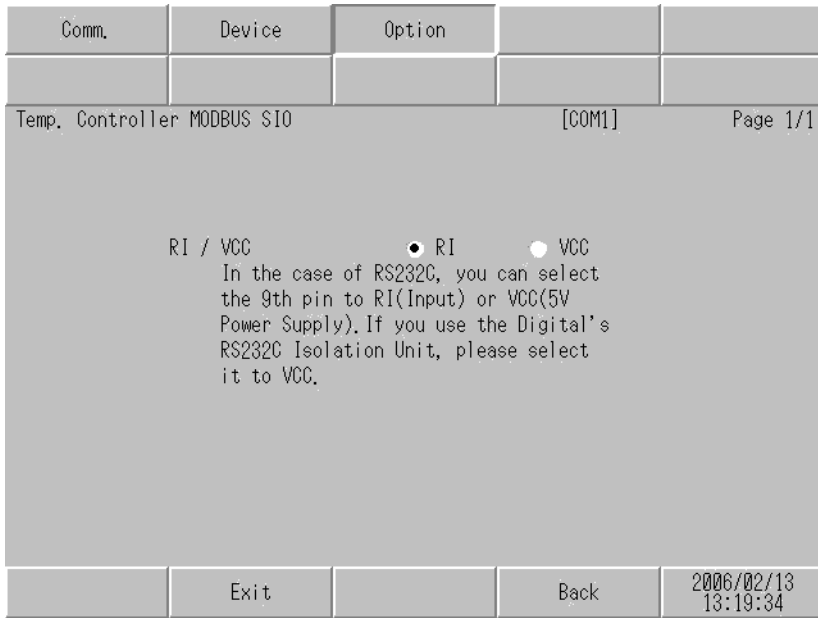 Comm. Device Option
Temp. Controller MODBUS SIO [COM1] Page 1/1
RI / VCC RI VCC
In the case of RS232C, you can select
the 9th pin to RI(Input) or VCC(5V
Power Supply).If you use the Digital's
RS232C Isolation Unit, please select
it to VCC.
Exit Back 2006/02/13
13:19:34